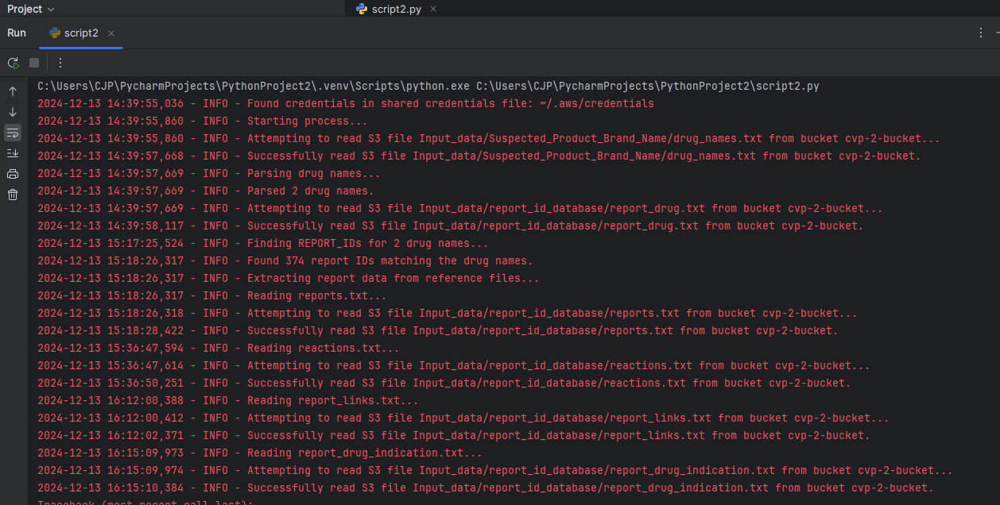 Project
script2.py
Run
script2
C:\Users\CJP\PycharmProjects\PythonProject2\.venv\Scripts\python.exe C:\Users\CJP\PycharmProjects\PythonProject2\script2.py
2024-12-13 14:39:55,036 - INFO - Found credentials in shared credentials file: ~/.aws/credentials
2024-12-13 14:39:55,860 - INFO - Starting process...
2024-12-13 14:39:55,860 - INFO - Attempting to read S3 file Input_data/Suspected_Product_Brand_Name/drug_names.txt from bucket cvp-2-bucket...
2024-12-13 14:39:57,668 - INFO - Successfully read S3 file Input_data/Suspected_Product_Brand_Name/drug_names.txt from bucket cvp-2-bucket.
2024-12-13 14:39:57,669 - INFO - Parsing drug names...
2024-12-13 14:39:57,669 - INFO - Parsed 2 drug names.
2024-12-13 14:39:57,669 - INFO - Attempting to read S3 file Input_data/report_id_database/report_drug.txt from bucket cvp-2-bucket...
2024-12-13 14:39:58,117 - INFO - Successfully read S3 file Input_data/report_id_database/report_drug.txt from bucket cvp-2-bucket.
2024-12-13 15:17:25,524 - INFO - Finding REPORT_IDs for 2 drug names...
2024-12-13 15:18:26,317 - INFO - Found 374 report IDs matching the drug names.
2024-12-13 15:18:26,317 - INFO - Extracting report data from reference files...
2024-12-13 15:18:26,317 - INFO - Reading reports.txt...
2024-12-13 15:18:26,318 - INFO - Attempting to read S3 file Input_data/report_id_database/reports.txt from bucket cvp-2-bucket...
2024-12-13 15:18:28,422 - INFO - Successfully read S3 file Input_data/report_id_database/reports.txt from bucket cvp-2-bucket.
2024-12-13 15:36:47,594 - INFO - Reading reactions.txt...
2024-12-13 15:36:47,614 - INFO - Attempting to read S3 file Input_data/report_id_database/reactions.txt from bucket cvp-2-bucket...
2024-12-13 15:36:50,251 - INFO - Successfully read S3 file Input_data/report_id_database/reactions.txt from bucket cvp-2-bucket.
2024-12-13 16:12:00,388 - INFO - Reading report_links.txt...
2024-12-13 16:12:00,412 - INFO - Attempting to read S3 file Input_data/report_id_database/report_links.txt from bucket cvp-2-bucket...
2024-12-13 16:12:02,371 - INFO - Successfully read S3 file Input_data/report_id_database/report_links.txt from bucket cvp-2-bucket.
2024-12-13 16:15:09,973 - INFO - Reading report_drug_indication.txt...
2024-12-13 16:15:09,974 - INFO - Attempting to read S3 file Input_data/report_id_database/report_drug_indication.txt from bucket cvp-2-bucket...
2024-12-13 16:15:10,384 - INFO - Successfully read S3 file Input_data/report_id_database/report_drug_indication.txt from bucket cvp-2-bucket.
Traceback (most recent call last):